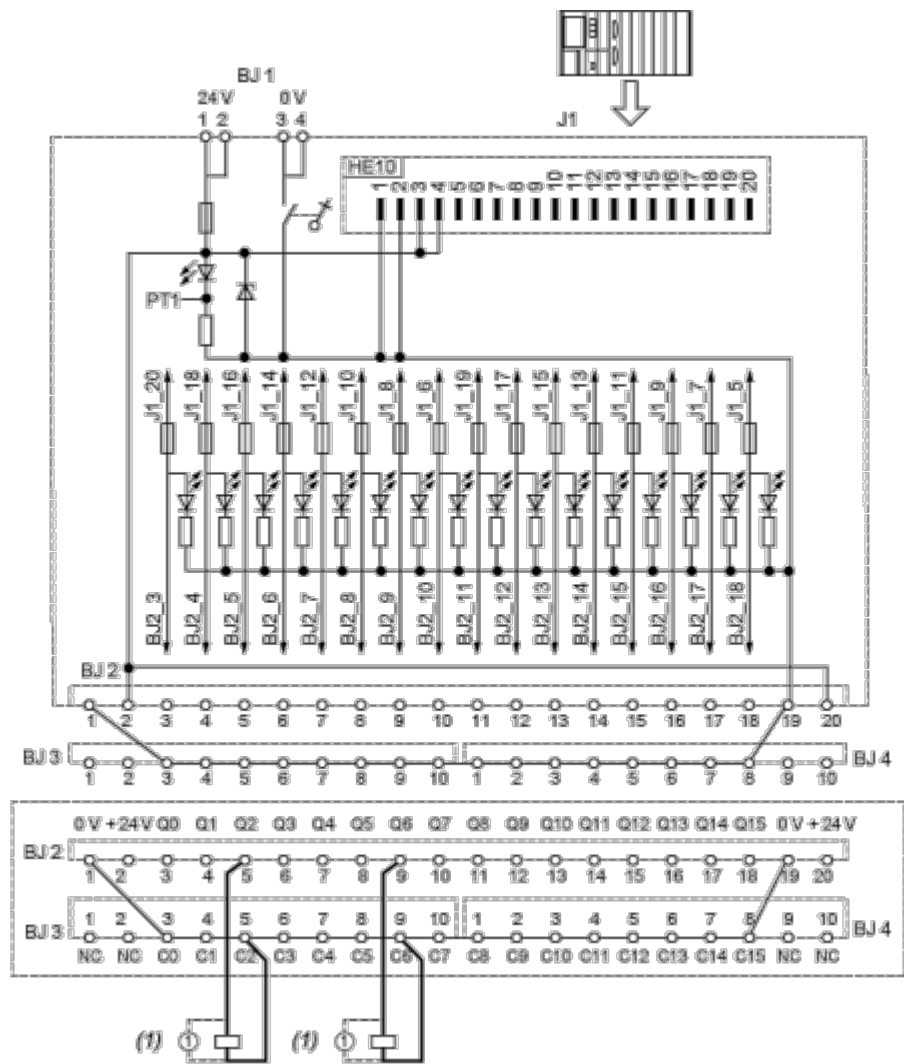 BJ 1
24 V 0 V
1 2 3 4
J1
HE10
1 2 3 4 5 6 7 8 9 10 11 12 13 14 15 16 17 18 19 20
PT1
J1_20 J1_18 J1_16 J1_14 J1_12 J1_10 J1_8 J1_6 J1_19 J1_17 J1_15 J1_13 J1_11 J1_9 J1_7 J1_5
BJ2_3 BJ2_4 BJ2_5 BJ2_6 BJ2_7 BJ2_8 BJ2_9 BJ2_10 BJ2_11 BJ2_12 BJ2_13 BJ2_14 BJ2_15 BJ2_16 BJ2_17 BJ2_18
BJ 2
1 2 3 4 5 6 7 8 9 10 11 12 13 14 15 16 17 18 19 20
BJ 3 BJ 4
1 2 3 4 5 6 7 8 9 10 1 2 3 4 5 6 7 8 9 10
0 V +24 V Q0 Q1 Q2 Q3 Q4 Q5 Q6 Q7 Q8 Q9 Q10 Q11 Q12 Q13 Q14 Q15 0 V +24 V
BJ 2
1 2 3 4 5 6 7 8 9 10 11 12 13 14 15 16 17 18 19 20
1 2 3 4 5 6 7 8 9 10 1 2 3 4 5 6 7 8 9 10
BJ 3 BJ 4
NC NC C0 C1 C2 C3 C4 C5 C6 C7 C8 C9 C10 C11 C12 C13 C14 C15 NC NC
(1) 1 (1) 1